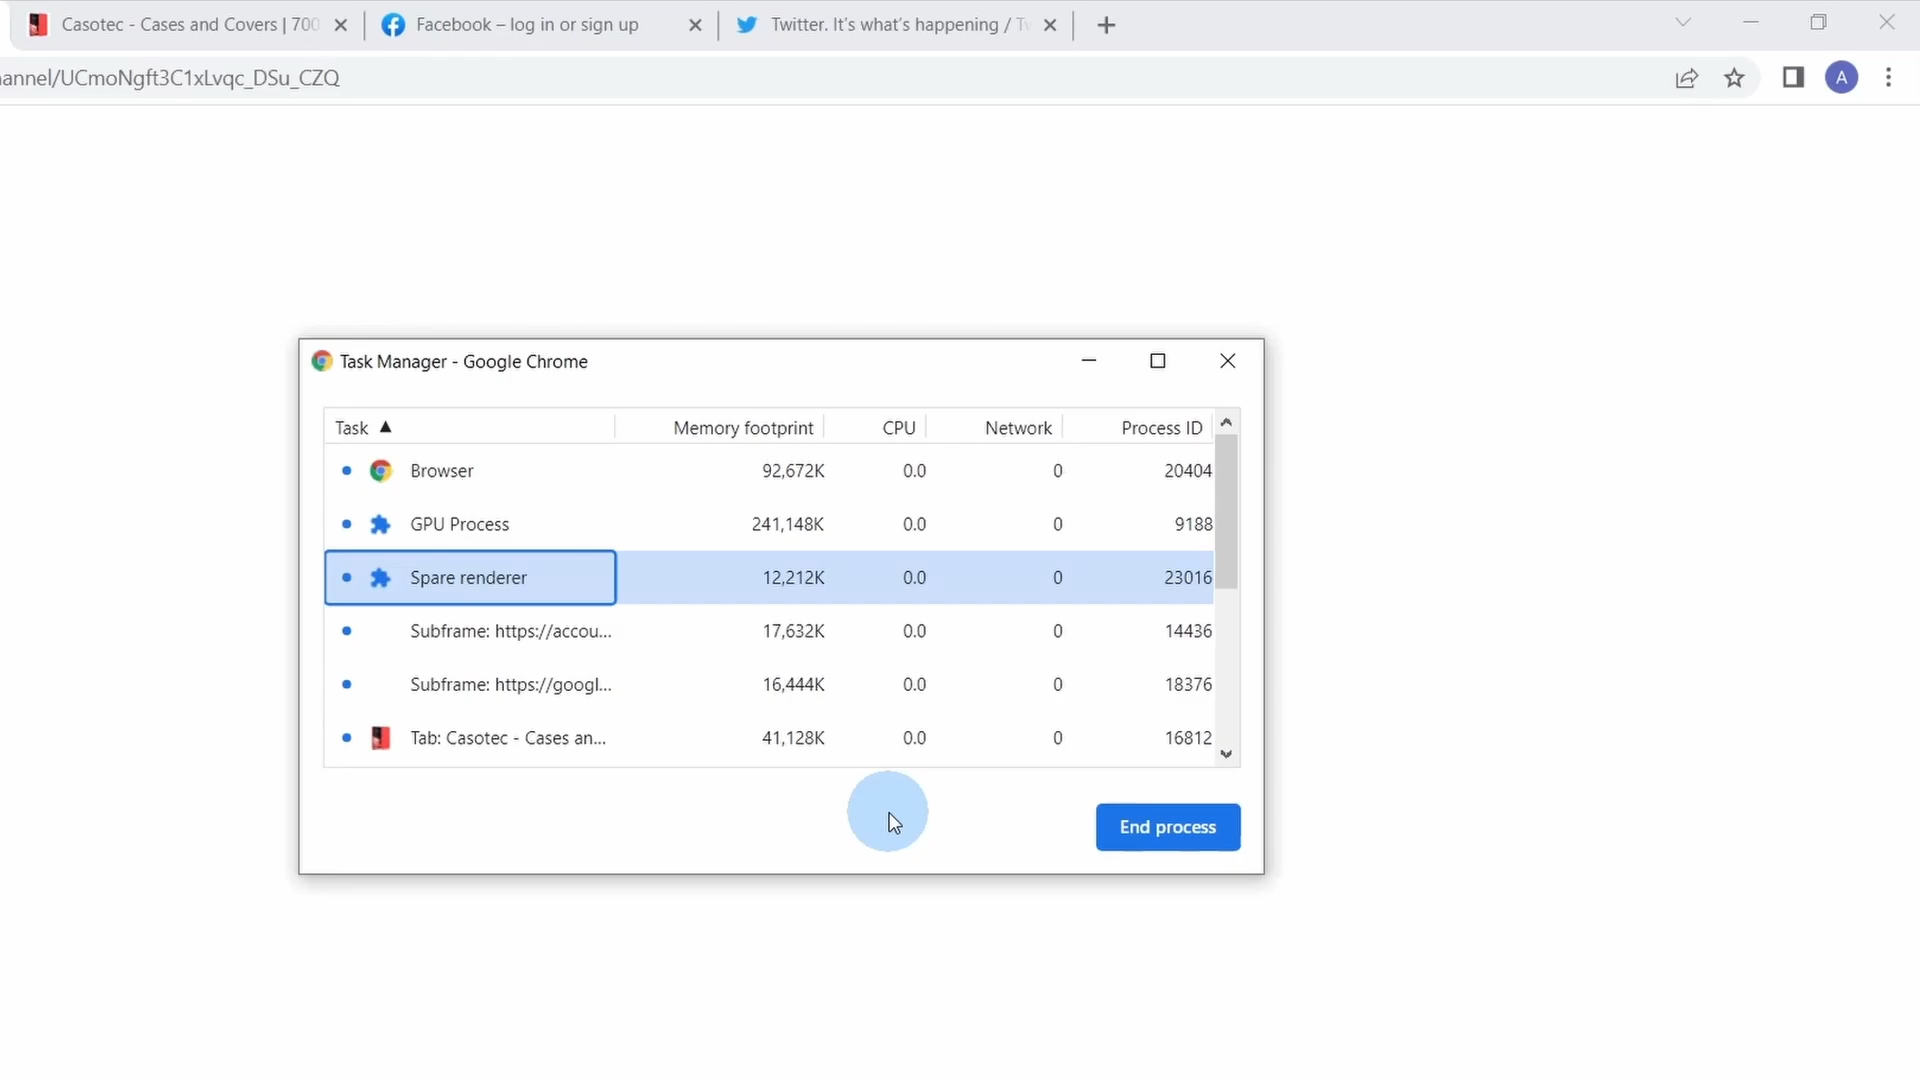 Casotec - Cases and Covers | 700
Facebook – log in or sign up
Twitter. It's what's happening / Tw
annel/UCmoNgft3C1xLvqc_DSu_CZQ
A
Task Manager - Google Chrome
Task ▲ Memory footprint CPU Network Process ID
Browser 92,672K 0.0 0 20404
GPU Process 241,148K 0.0 0 9188
Spare renderer 12,212K 0.0 0 23016
Subframe: https://accou... 17,632K 0.0 0 14436
Subframe: https://googl... 16,444K 0.0 0 18376
Tab: Casotec - Cases an... 41,128K 0.0 0 16812
End process